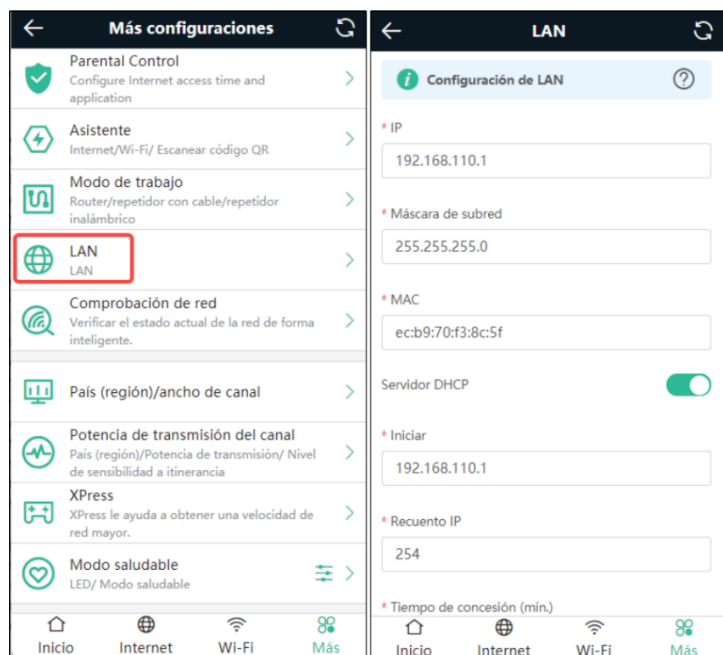 Más configuraciones
Parental Control
Configure Internet access time and
application
Asistente
Internet/Wi-Fi/ Escanear código QR
Modo de trabajo
Router/repetidor con cable/repetidor
inalámbrico
LAN
LAN
Comprobación de red
Verificar el estado actual de la red de forma
inteligente.
País (región)/ancho de canal
Potencia de transmisión del canal
País (región)/Potencia de transmisión/ Nivel
de sensibilidad a itinerancia
XPress
XPress le ayuda a obtener una velocidad de
red mayor.
Modo saludable
LED/ Modo saludable
Inicio
Internet
Wi-Fi
Más
LAN
Configuración de LAN
* IP
192.168.110.1
* Máscara de subred
255.255.255.0
* MAC
ec:b9:70:f3:8c:5f
Servidor DHCP
* Iniciar
192.168.110.1
* Recuento IP
254
* Tiempo de concesión (mín.)
Inicio
Internet
Wi-Fi
Más